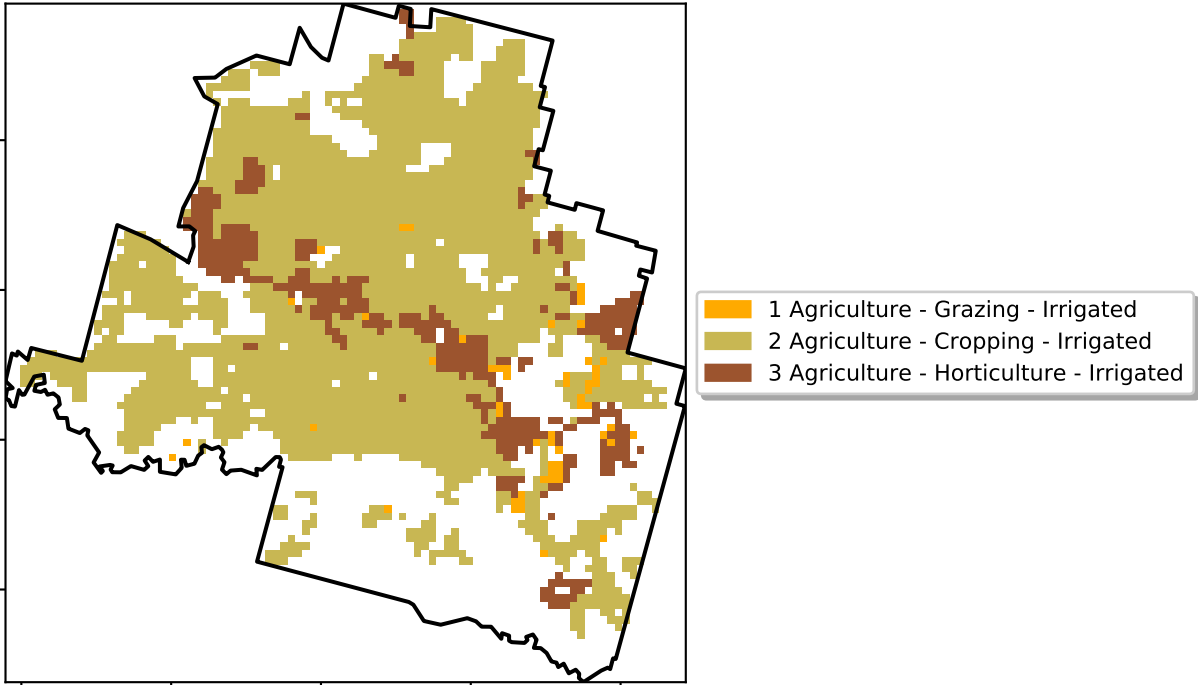 1 Agriculture - Grazing - Irrigated
2 Agriculture - Cropping - Irrigated
3 Agriculture - Horticulture - Irrigated